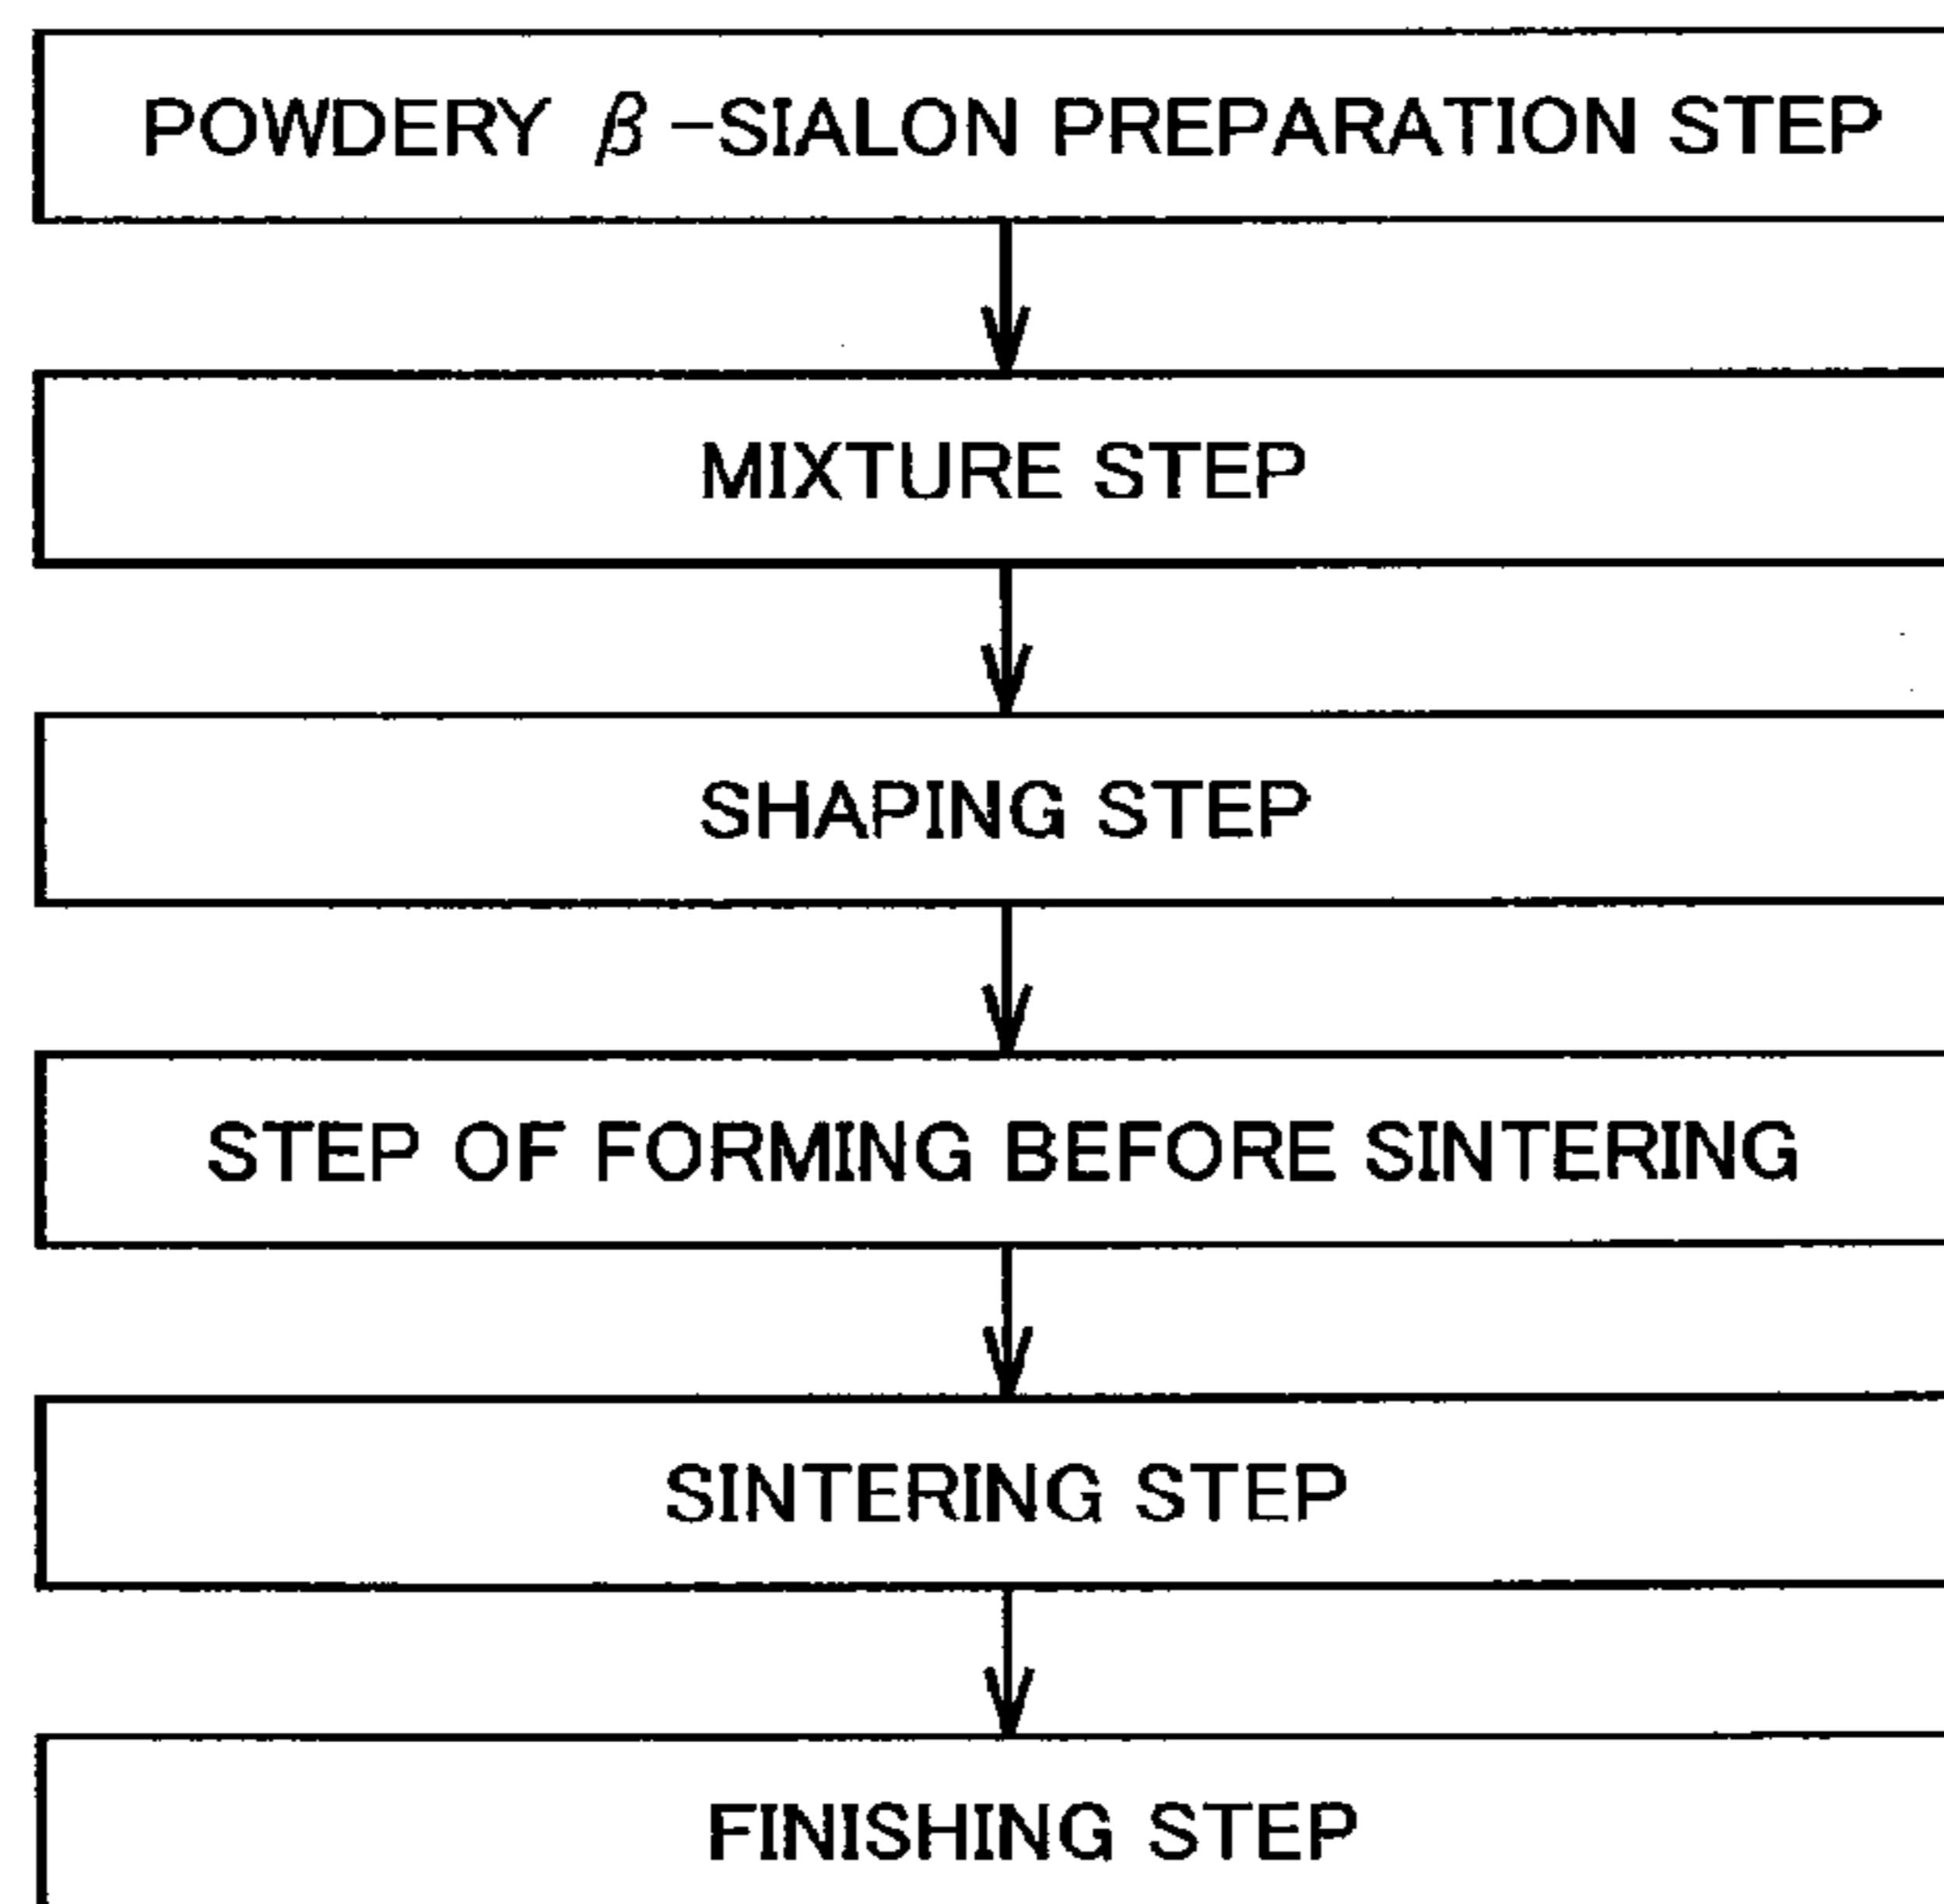 POWDERY β-SIALON PREPARATION STEP
MIXTURE STEP
SHAPING STEP
STEP OF FORMING BEFORE SINTERING
SINTERING STEP
FINISHING STEP